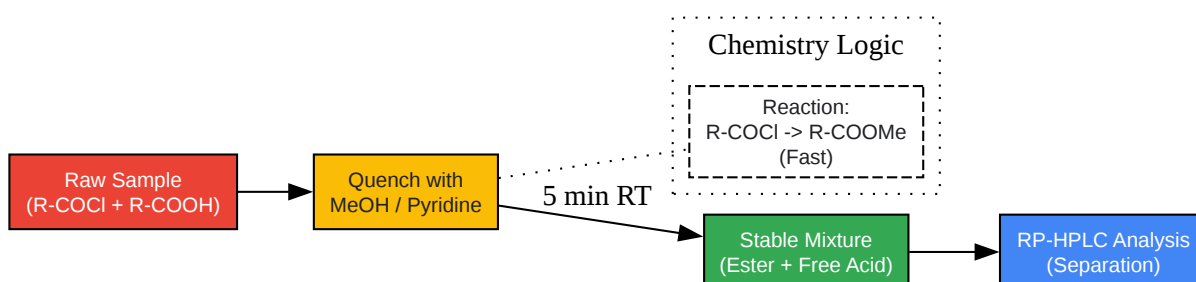 Chemistry Logic
Reaction:
R-COCl -> R-COOMe
(Fast)
Raw Sample
(R-COCl + R-COOH)
Quench with
MeOH / Pyridine
5 min RT
Stable Mixture
(Ester + Free Acid)
RP-HPLC Analysis
(Separation)